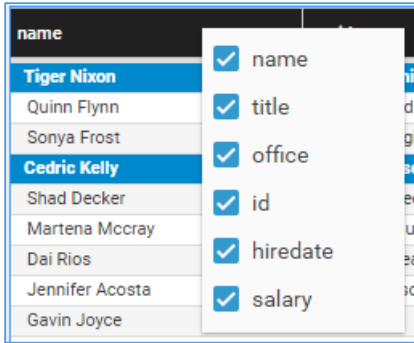 name
name
Tiger Nixon
title
Quinn Flynn
Sonya Frost
office
Cedric Kelly
id
Shad Decker
Martena Mccray
hiredate
Dai Rios
Jennifer Acosta
salary
Gavin Joyce